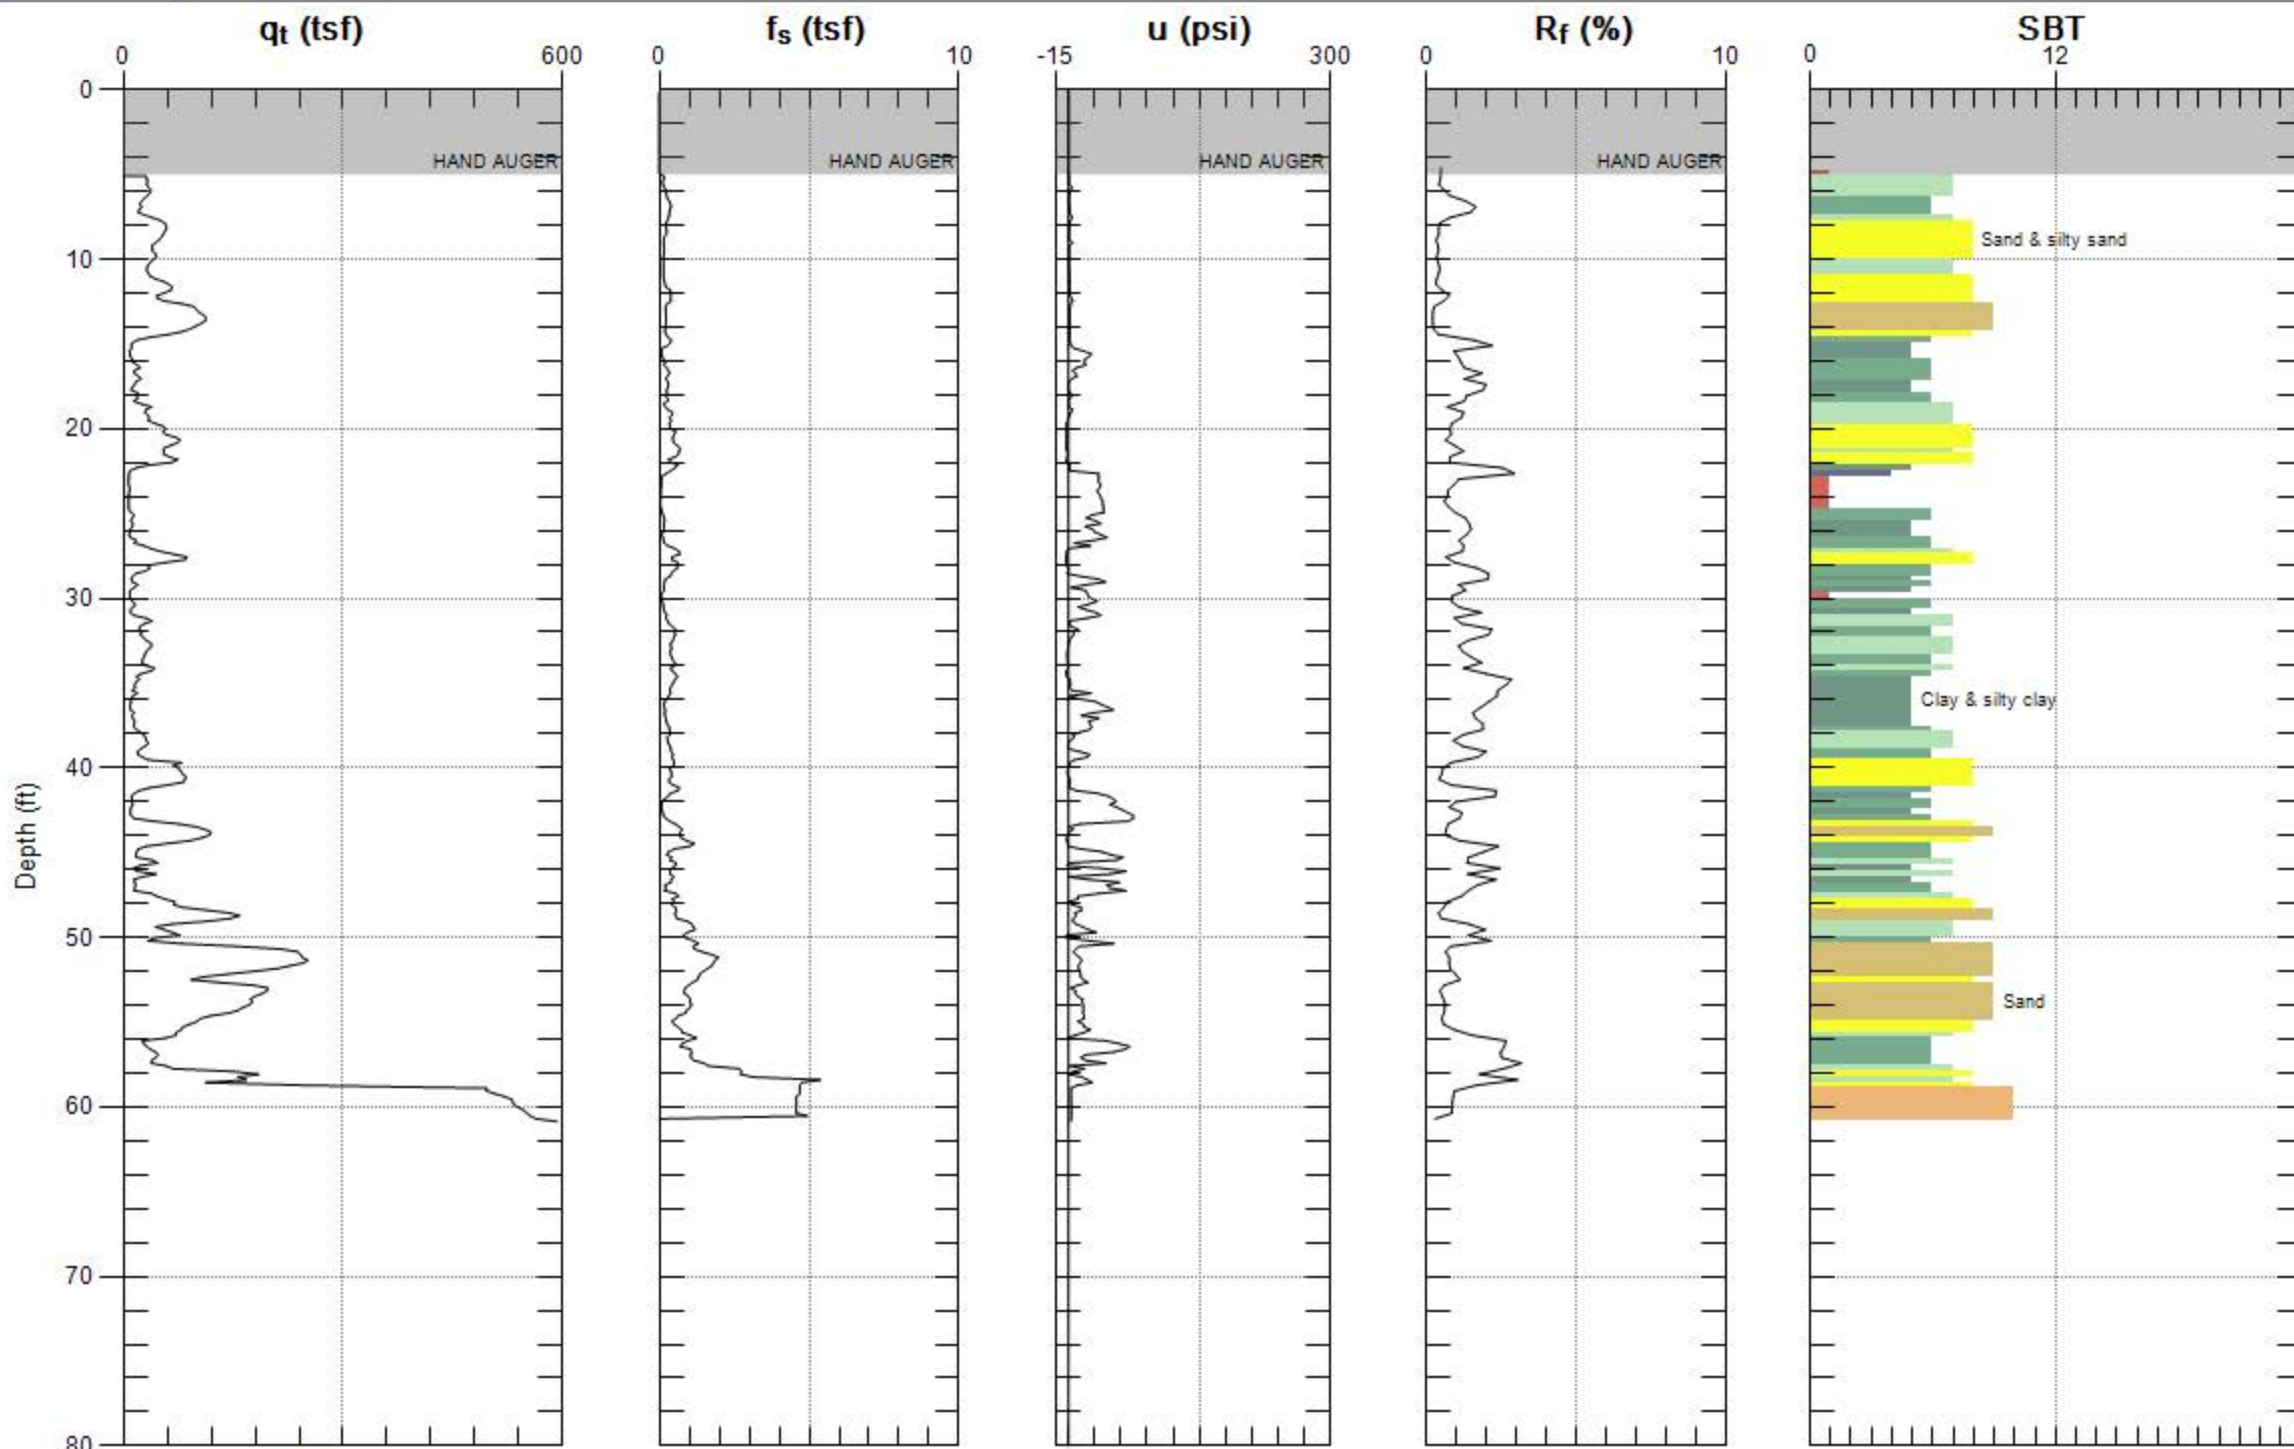 qt (tsf)
fs (tsf)
u (psi)
Rf (%)
SBT
0 600
0 10
-15 300
0 10
0 12
0
HAND AUGER
HAND AUGER
HAND AUGER
HAND AUGER
Sand & silty sand
10
20
30
Clay & silty clay
40
Depth (ft)
50
Sand
60
70
80